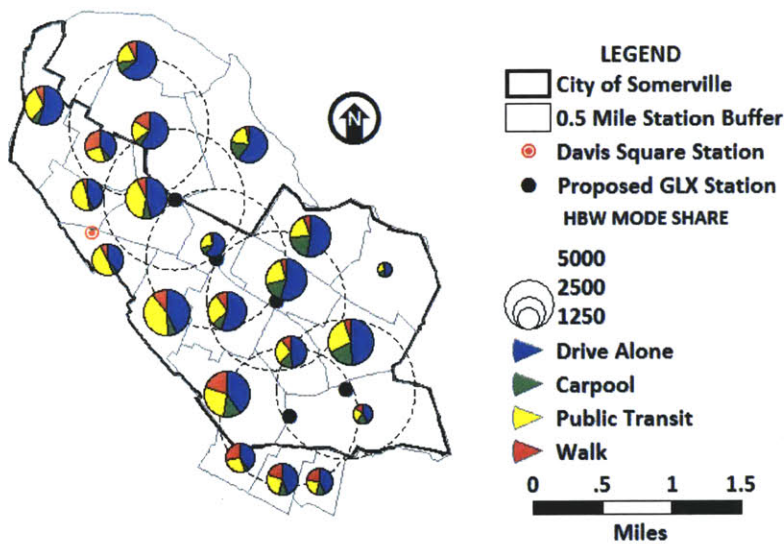 N
LEGEND
City of Somerville
0.5 Mile Station Buffer
Davis Square Station
Proposed GLX Station
HBW MODE SHARE
5000
2500
1250
Drive Alone
Carpool
Public Transit
Walk
0 .5 1 1.5
Miles